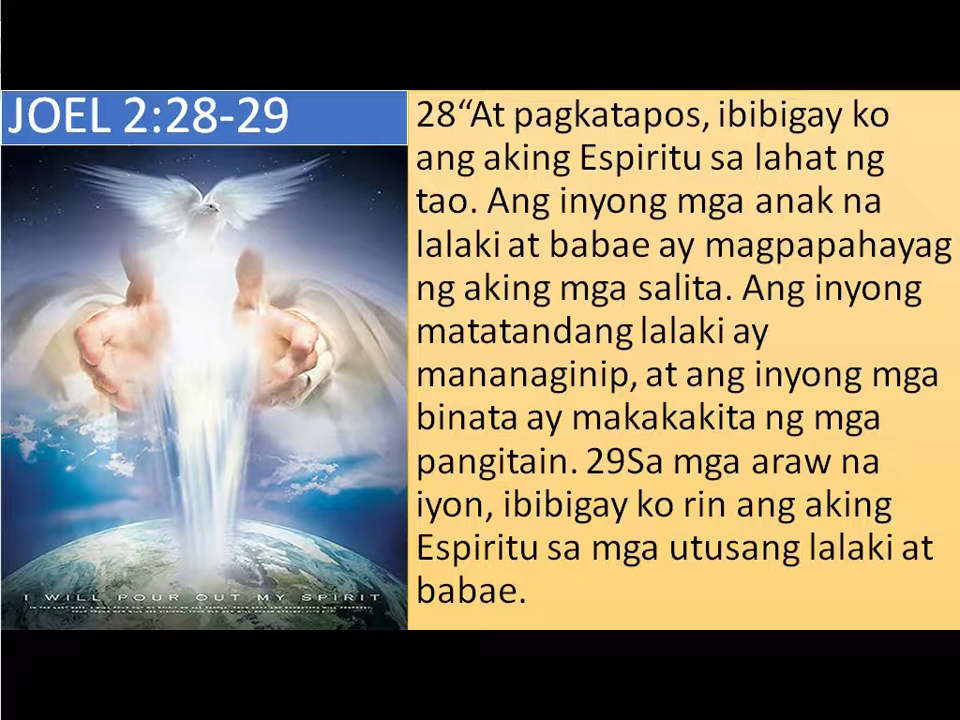 JOEL 2:28-29
28“At pagkatapos, ibibigay ko
ang aking Espiritu sa lahat ng
tao. Ang inyong mga anak na
lalaki at babae ay magpapahayag
ng aking mga salita. Ang inyong
matatandang lalaki ay
mananaginip, at ang inyong mga
binata ay makakakita ng mga
pangitain. 29Sa mga araw na
iyon, ibibigay ko rin ang aking
Espiritu sa mga utusang lalaki at
babae.
I WILL POUR OUT MY SPIRIT